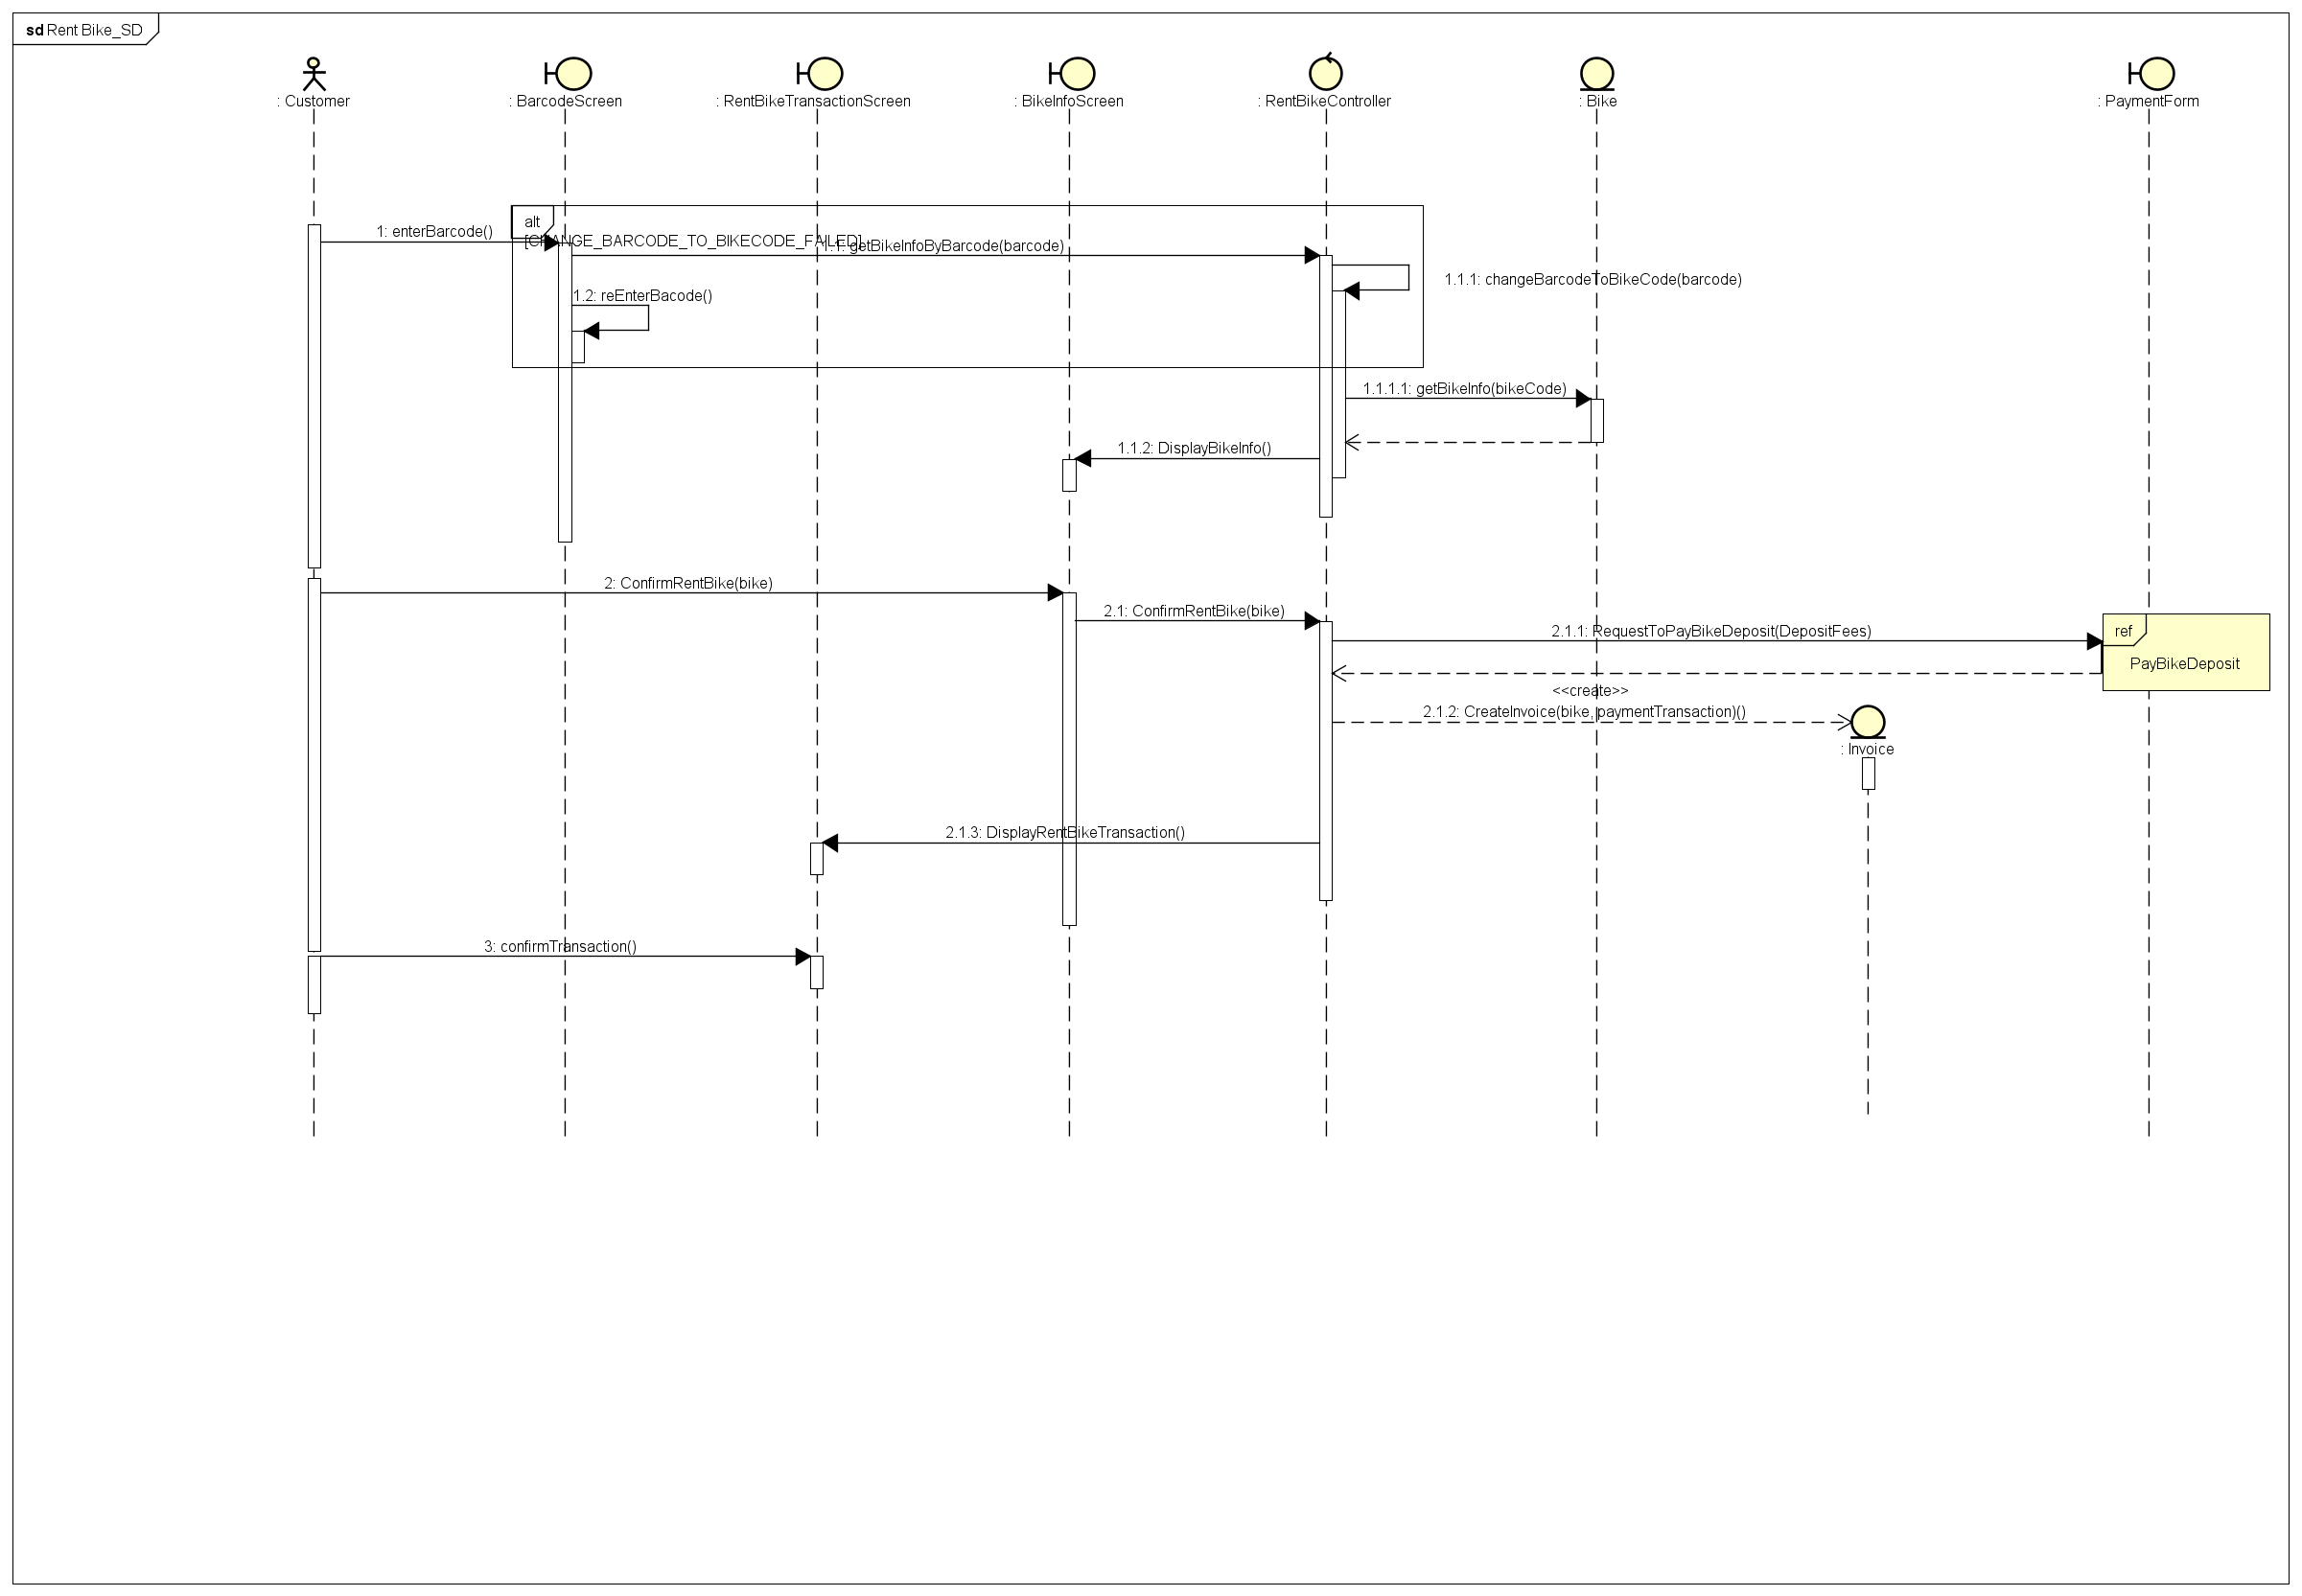 sd Rent Bike_SD
: Customer
: BarcodeScreen
: RentBikeTransactionScreen
: BikeInfoScreen
: RentBikeController
: Bike
: PaymentForm
alt
1: enterBarcode()
[CHANGE_BARCODE_TO_BIKECODE_FAILED]
1.1: getBikeInfoByBarcode(barcode)
1.1.1: changeBarcodeToBikeCode(barcode)
1.2: reEnterBacode()
1.1.1.1: getBikeInfo(bikeCode)
1.1.2: DisplayBikeInfo()
2: ConfirmRentBike(bike)
2.1: ConfirmRentBike(bike)
2.1.1: RequestToPayBikeDeposit(DepositFees)
ref
PayBikeDeposit
<<create>>
2.1.2: CreateInvoice(bike, paymentTransaction)()
: Invoice
2.1.3: DisplayRentBikeTransaction()
3: confirmTransaction()